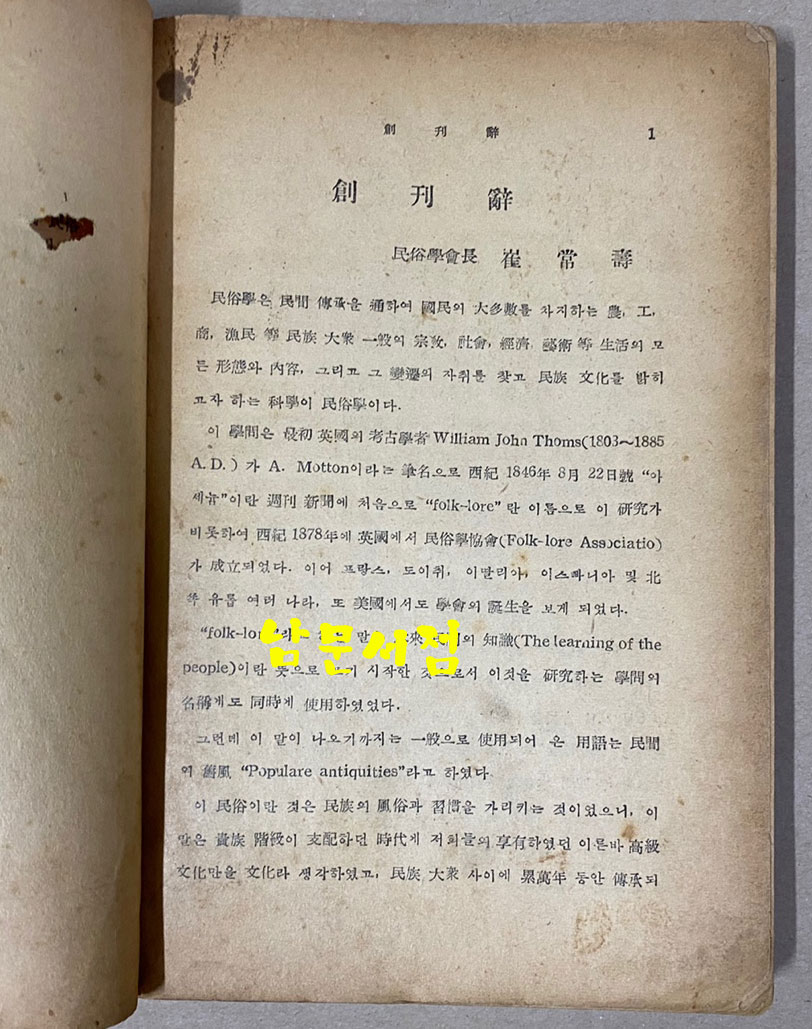 創刊辭 1
創刊辭
民俗學會長 崔常壽
民俗學은 民間 傳承을 通하여 國民의 大多數를 차지하는 農, 工,
商, 漁民 等 民族 大衆 一般의 宗敎, 社會, 經濟, 藝術 等 生活의 모
든 形態와 內容, 그리고 그 變遷의 자취를 찾고 民族 文化를 밝히
고자 하는 科學이 民俗學이다.
이 學問은 最初 英國의 考古學者 William John Thoms(1803~1885
A.D.)가 A. Motton이라는 筆名으로 西紀 1846年 8月 22日號 “아
세늄”이란 週刊 新聞에 처음으로 “folk-lore”란 이름으로 이 硏究가
비롯하여 西紀 1878年에 英國에서 民俗學協會(Folk-lore Associatio)
가 成立되었다. 이어 프랑스, 도이취, 이딸리아, 이스빠니아 및 北
쪽 유롭 여러 나라, 또 美國에서도 學會의 誕生을 보게 되었다.
“folk-lore”라 말 來 의 知識(The learning of the
people)이란 뜻으로 기 시작한 것으로서 이것을 硏究하는 學問의
名稱에도 同時에 使用하였었다.
남문서점
그런데 이 말이 나오기까지는 一般으로 使用되어 온 用語는 民間
의 舊風 “Populare antiquities”라고 하였다
이 民俗이란 것은 民族의 風俗과 習慣을 가리키는 것이었으니, 이
말은 貴族 階級이 支配하던 時代에 저희들의 享有하였던 이른바 高級
文化만을 文化라 생각하였고, 民族 大衆 사이에 累萬年 동안 傳承되
民俗